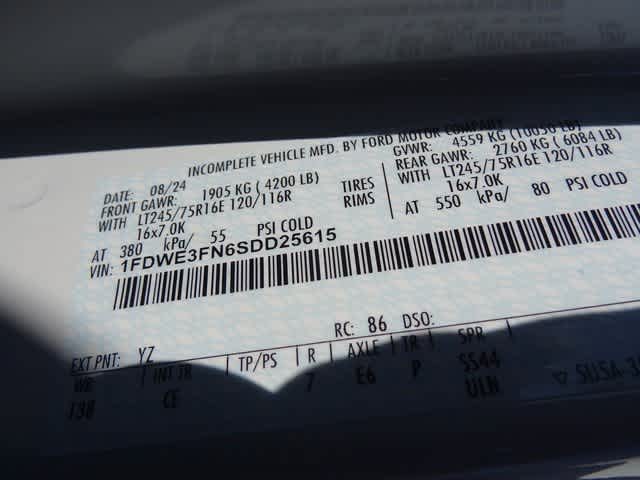 INCOMPLETE VEHICLE MFD. BY FORD MOTOR COMPANY
DATE: 08/24 GVWR: 4559 KG (10050 LB)
FRONT GAWR: 1905 KG (4200 LB) REAR GAWR: 2760 KG (6084 LB)
WITH LT245/75R16E 120/116R TIRES WITH LT245/75R16E 120/116R
16x7.0K RIMS 16x7.0K
AT 380 kPa/ 55 PSI COLD AT 550 kPa/ 80 PSI COLD
VIN: 1FDWE3FN6SDD25615
EXT PNT: YZ RC: 86 DSO:
WB INT TR TP/PS R AXLE TR SPR
138 CE 7 E6 P SS44
ULN
SUSA-3